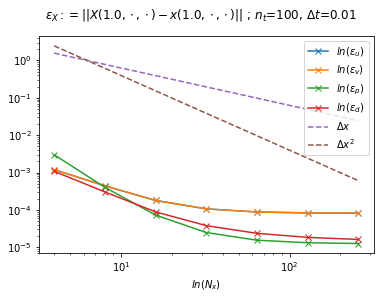 ε_X := ||X(1.0, ·, ·) − x(1.0, ·, ·)|| ; n_t=100, Δt=0.01
10^0
10^{-1}
10^{-2}
10^{-3}
10^{-4}
10^{-5}
ln(ε_u)
ln(ε_v)
ln(ε_p)
ln(ε_d)
Δx
Δx^2
10^1
10^2
ln(N_x)